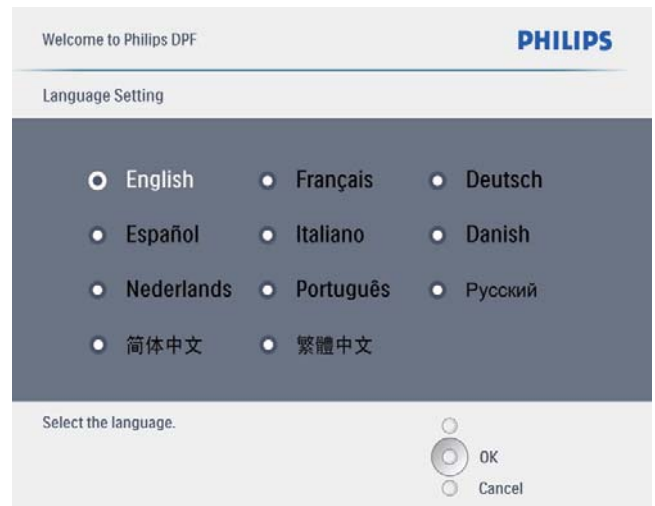 Welcome to Philips DPF
PHILIPS
Language Setting
English Français Deutsch
Español Italiano Danish
Nederlands Português Русский
简体中文 繁體中文
Select the language.
OK
Cancel